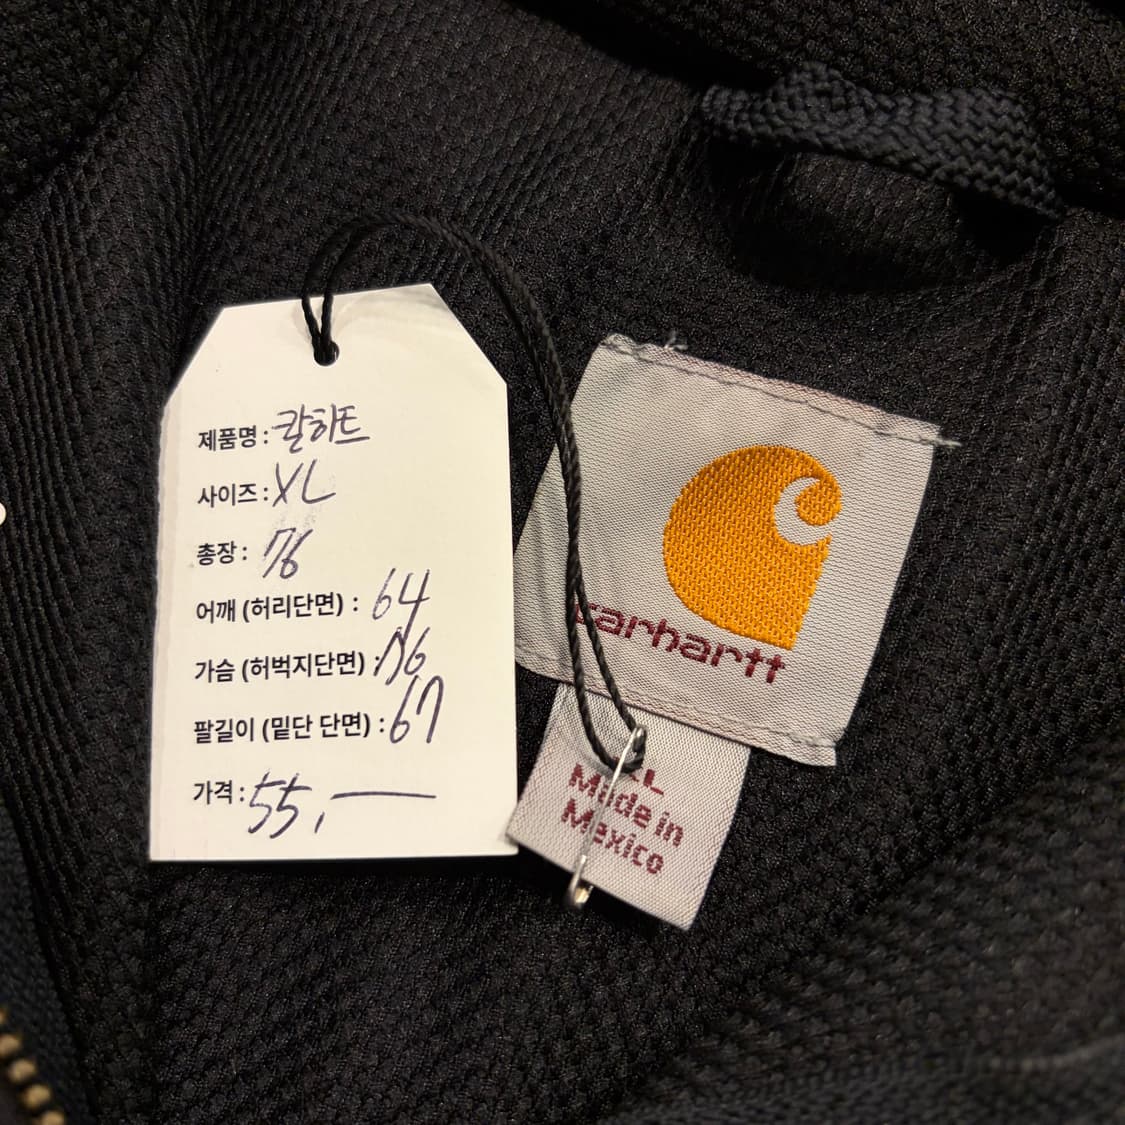 제품명 : 칼하트
사이즈 : XL
총장 : 76
어깨 (허리단면) : 64
가슴 (허벅지단면) : 76
팔길이 (밑단 단면) : 67
가격 : 55,—
carhartt
Made in
Mexico